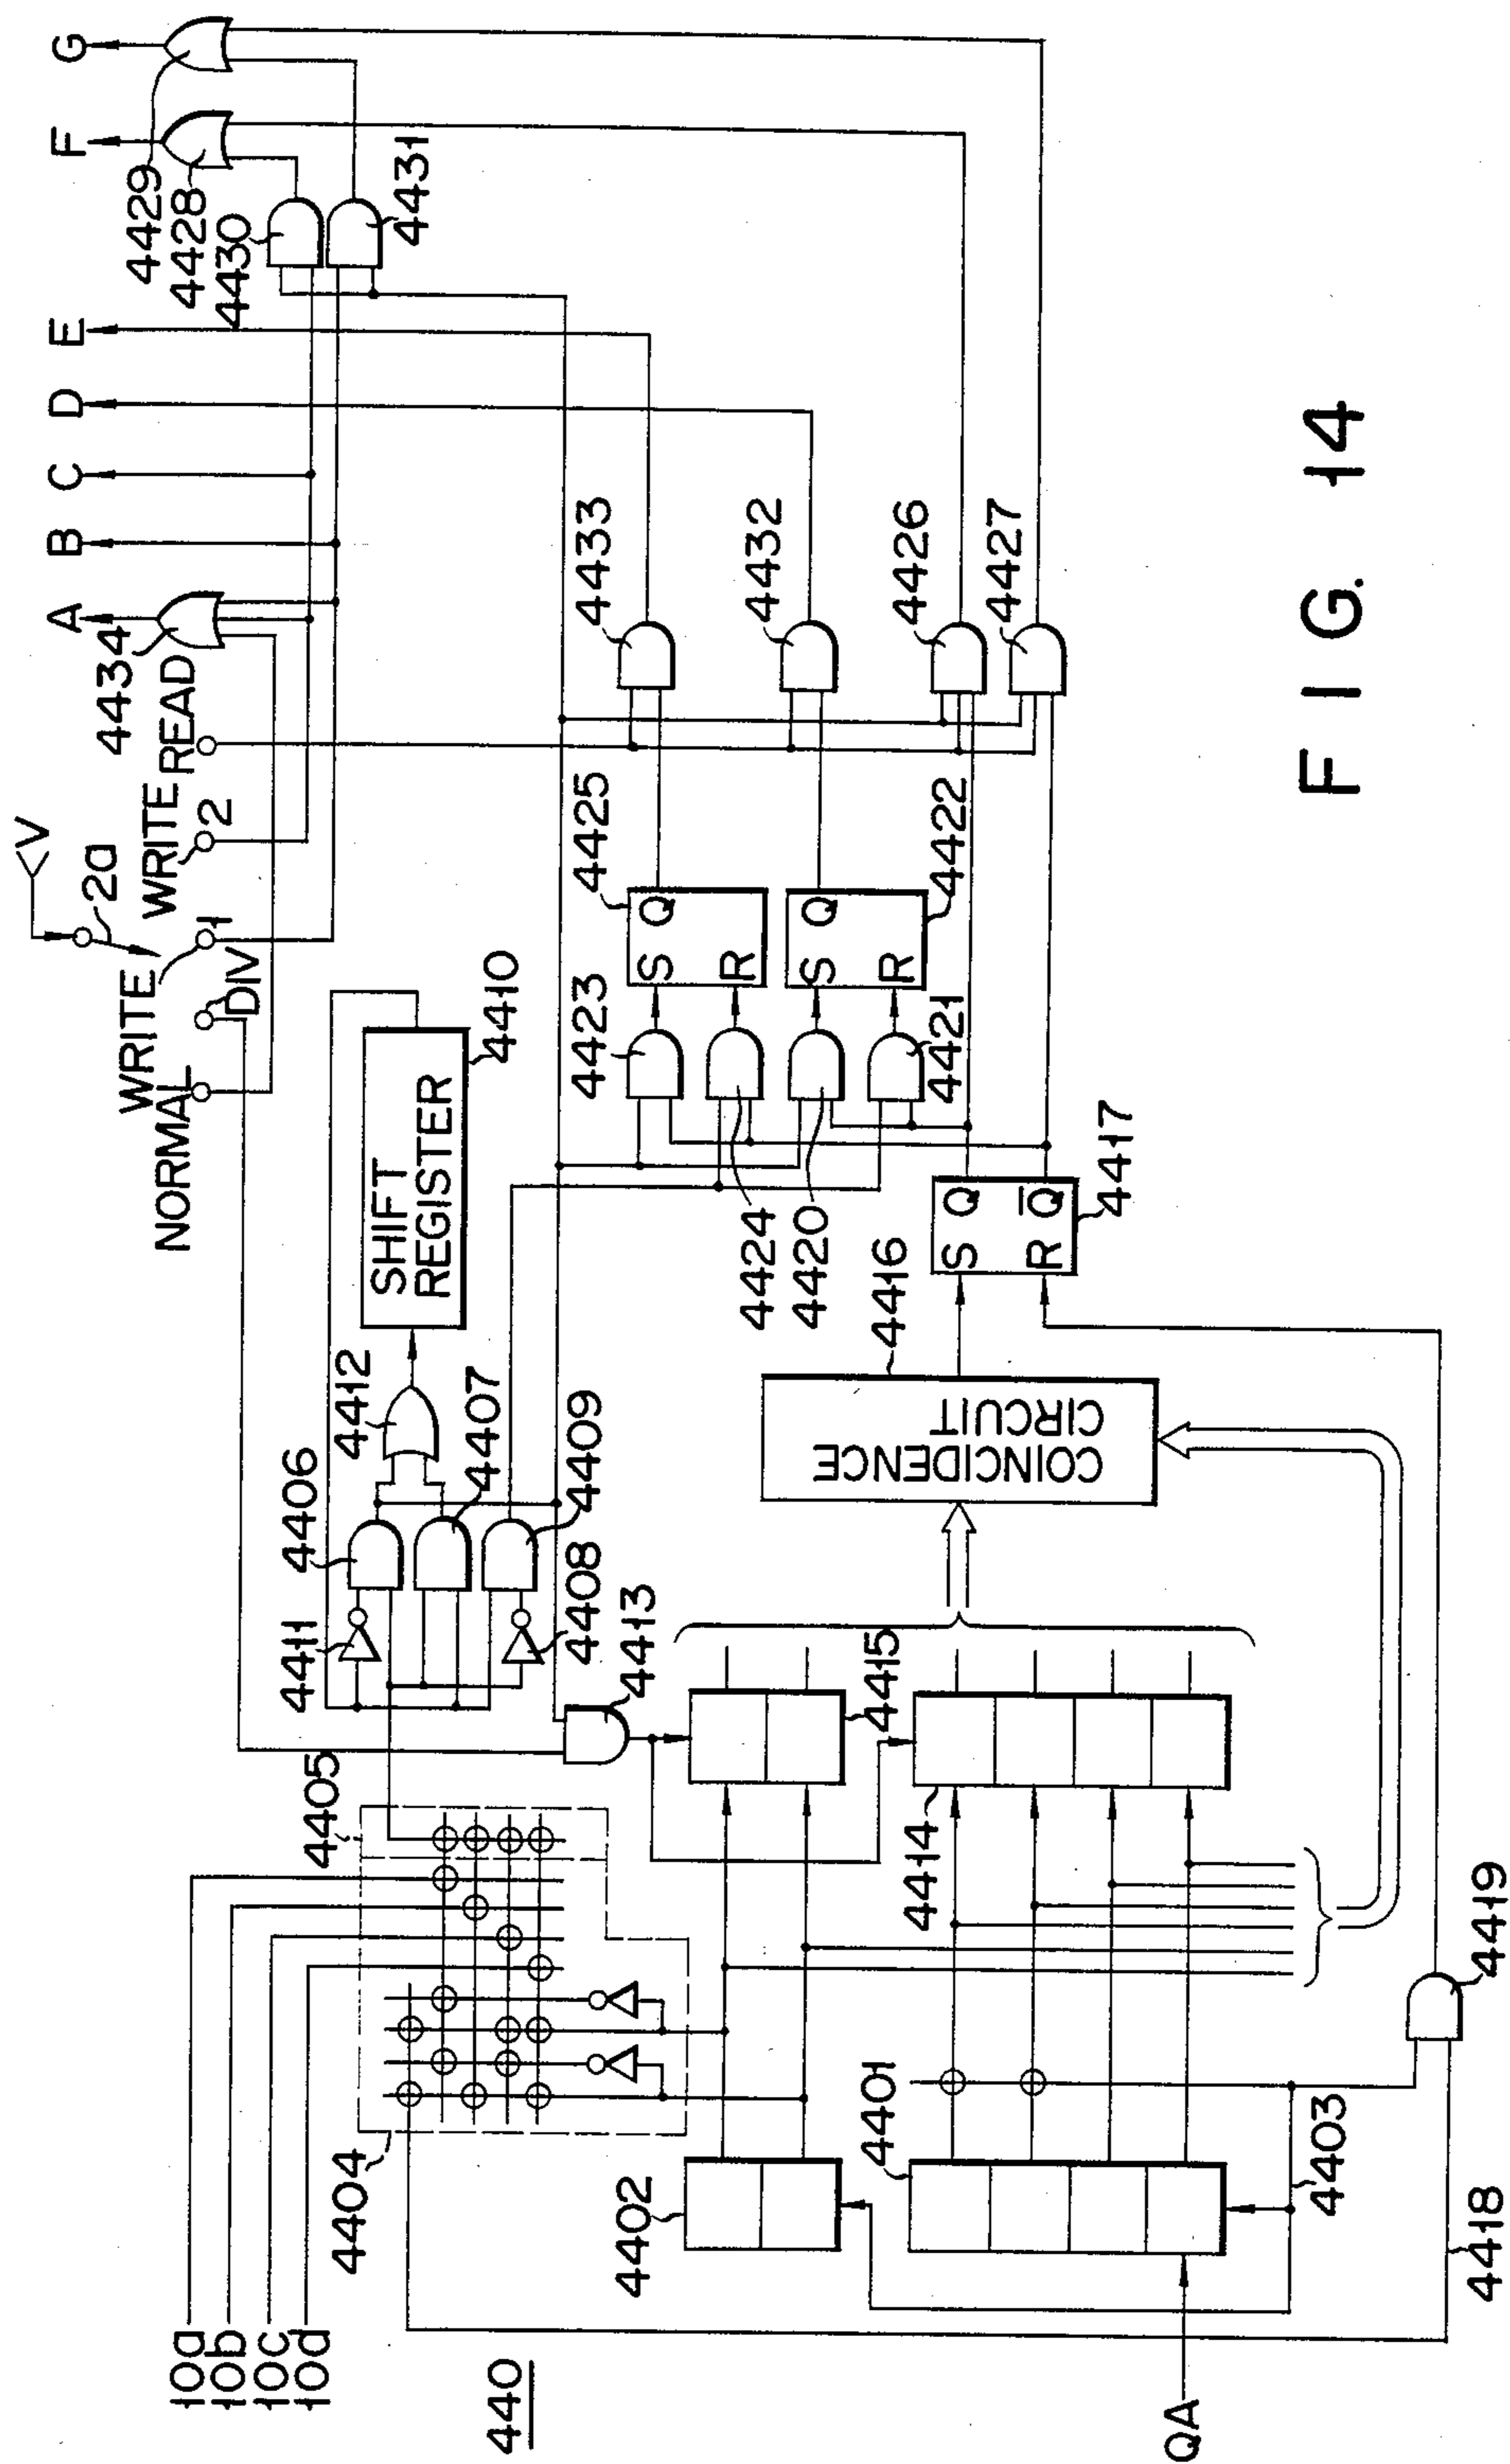 10a
10b
10c
10d
440
QA
4404
4405
4402
4401
4403
4418
4419
4414
4415
4413
4411
4406
4412
4407
4409
4408
SHIFT
REGISTER
4410
COINCIDENCE
CIRCUIT
4416
4417
S
Q
R
Q̅
4424
4420
4423
4421
4425
S
Q
R
4422
S
Q
R
4433
4432
4426
4427
NORMAL
WRITE
DIV
WRITE
1
2a
V
WRITE
2
READ
4434
A
B
C
D
E
F
G
4429
4428
4430
4431
FIG. 14